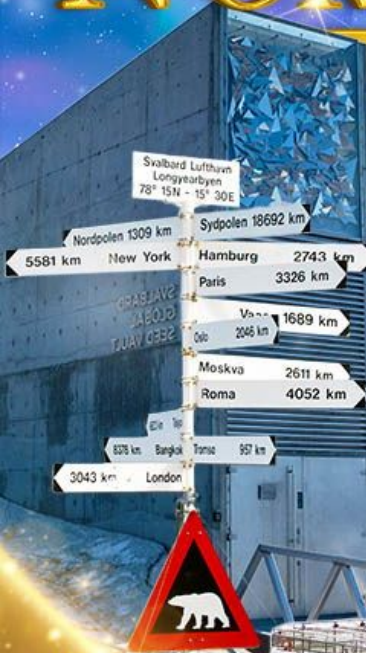 Svalbard Lufthavn
Longyearbyen
78° 15N - 15° 30E
Nordpolen 1309 km
Sydpolen 18692 km
5581 km New York
Hamburg 2743 km
Paris 3326 km
1689 km
Oslo 2046 km
SVALBARD
GLOBAL
SEED VAULT
Moskva 2611 km
Roma 4052 km
8378 km Bangkok
Tromsø 957 km
3043 km London